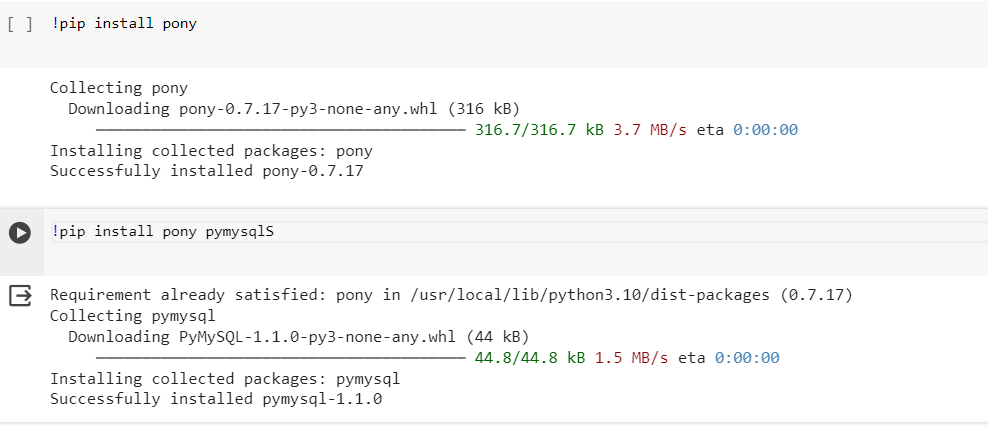 [ ] !pip install pony
Collecting pony
Downloading pony-0.7.17-py3-none-any.whl (316 kB)
316.7/316.7 kB 3.7 MB/s eta 0:00:00
Installing collected packages: pony
Successfully installed pony-0.7.17
!pip install pony pymysqlS
Requirement already satisfied: pony in /usr/local/lib/python3.10/dist-packages (0.7.17)
Collecting pymysql
Downloading PyMySQL-1.1.0-py3-none-any.whl (44 kB)
44.8/44.8 kB 1.5 MB/s eta 0:00:00
Installing collected packages: pymysql
Successfully installed pymysql-1.1.0